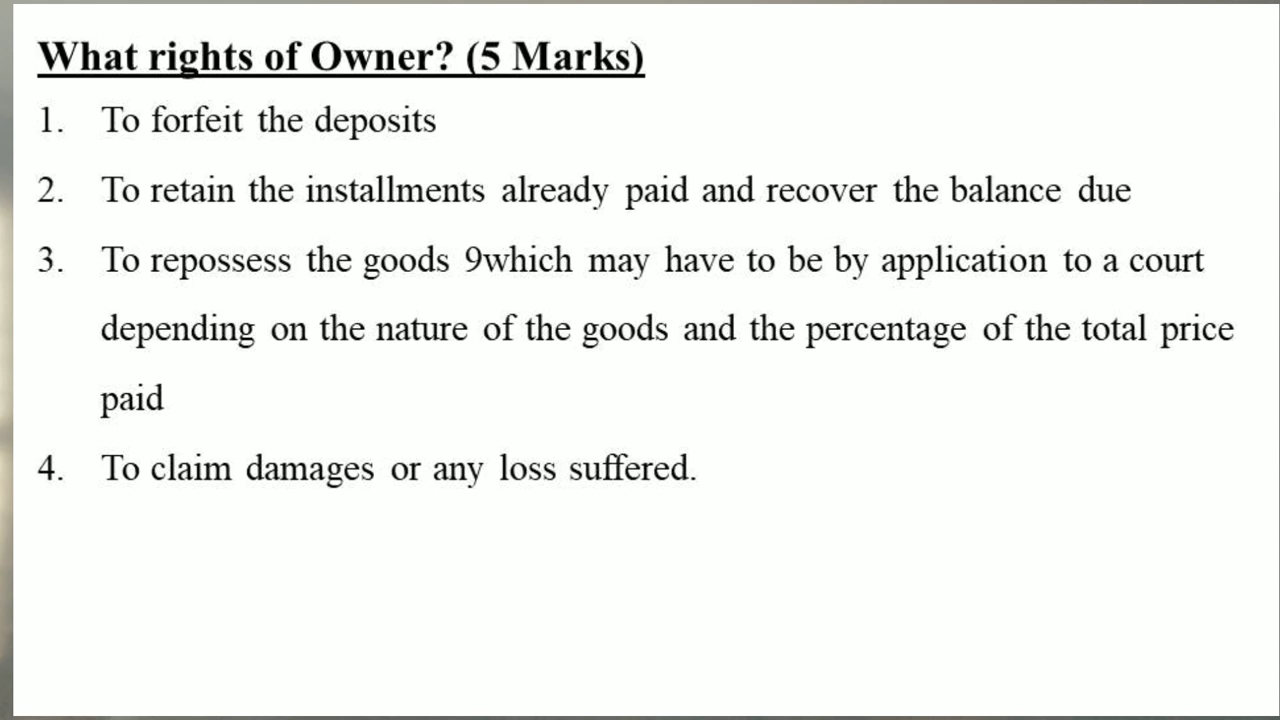 What rights of Owner? (5 Marks)
1. To forfeit the deposits
2. To retain the installments already paid and recover the balance due
3. To repossess the goods 9which may have to be by application to a court
depending on the nature of the goods and the percentage of the total price
paid
4. To claim damages or any loss suffered.